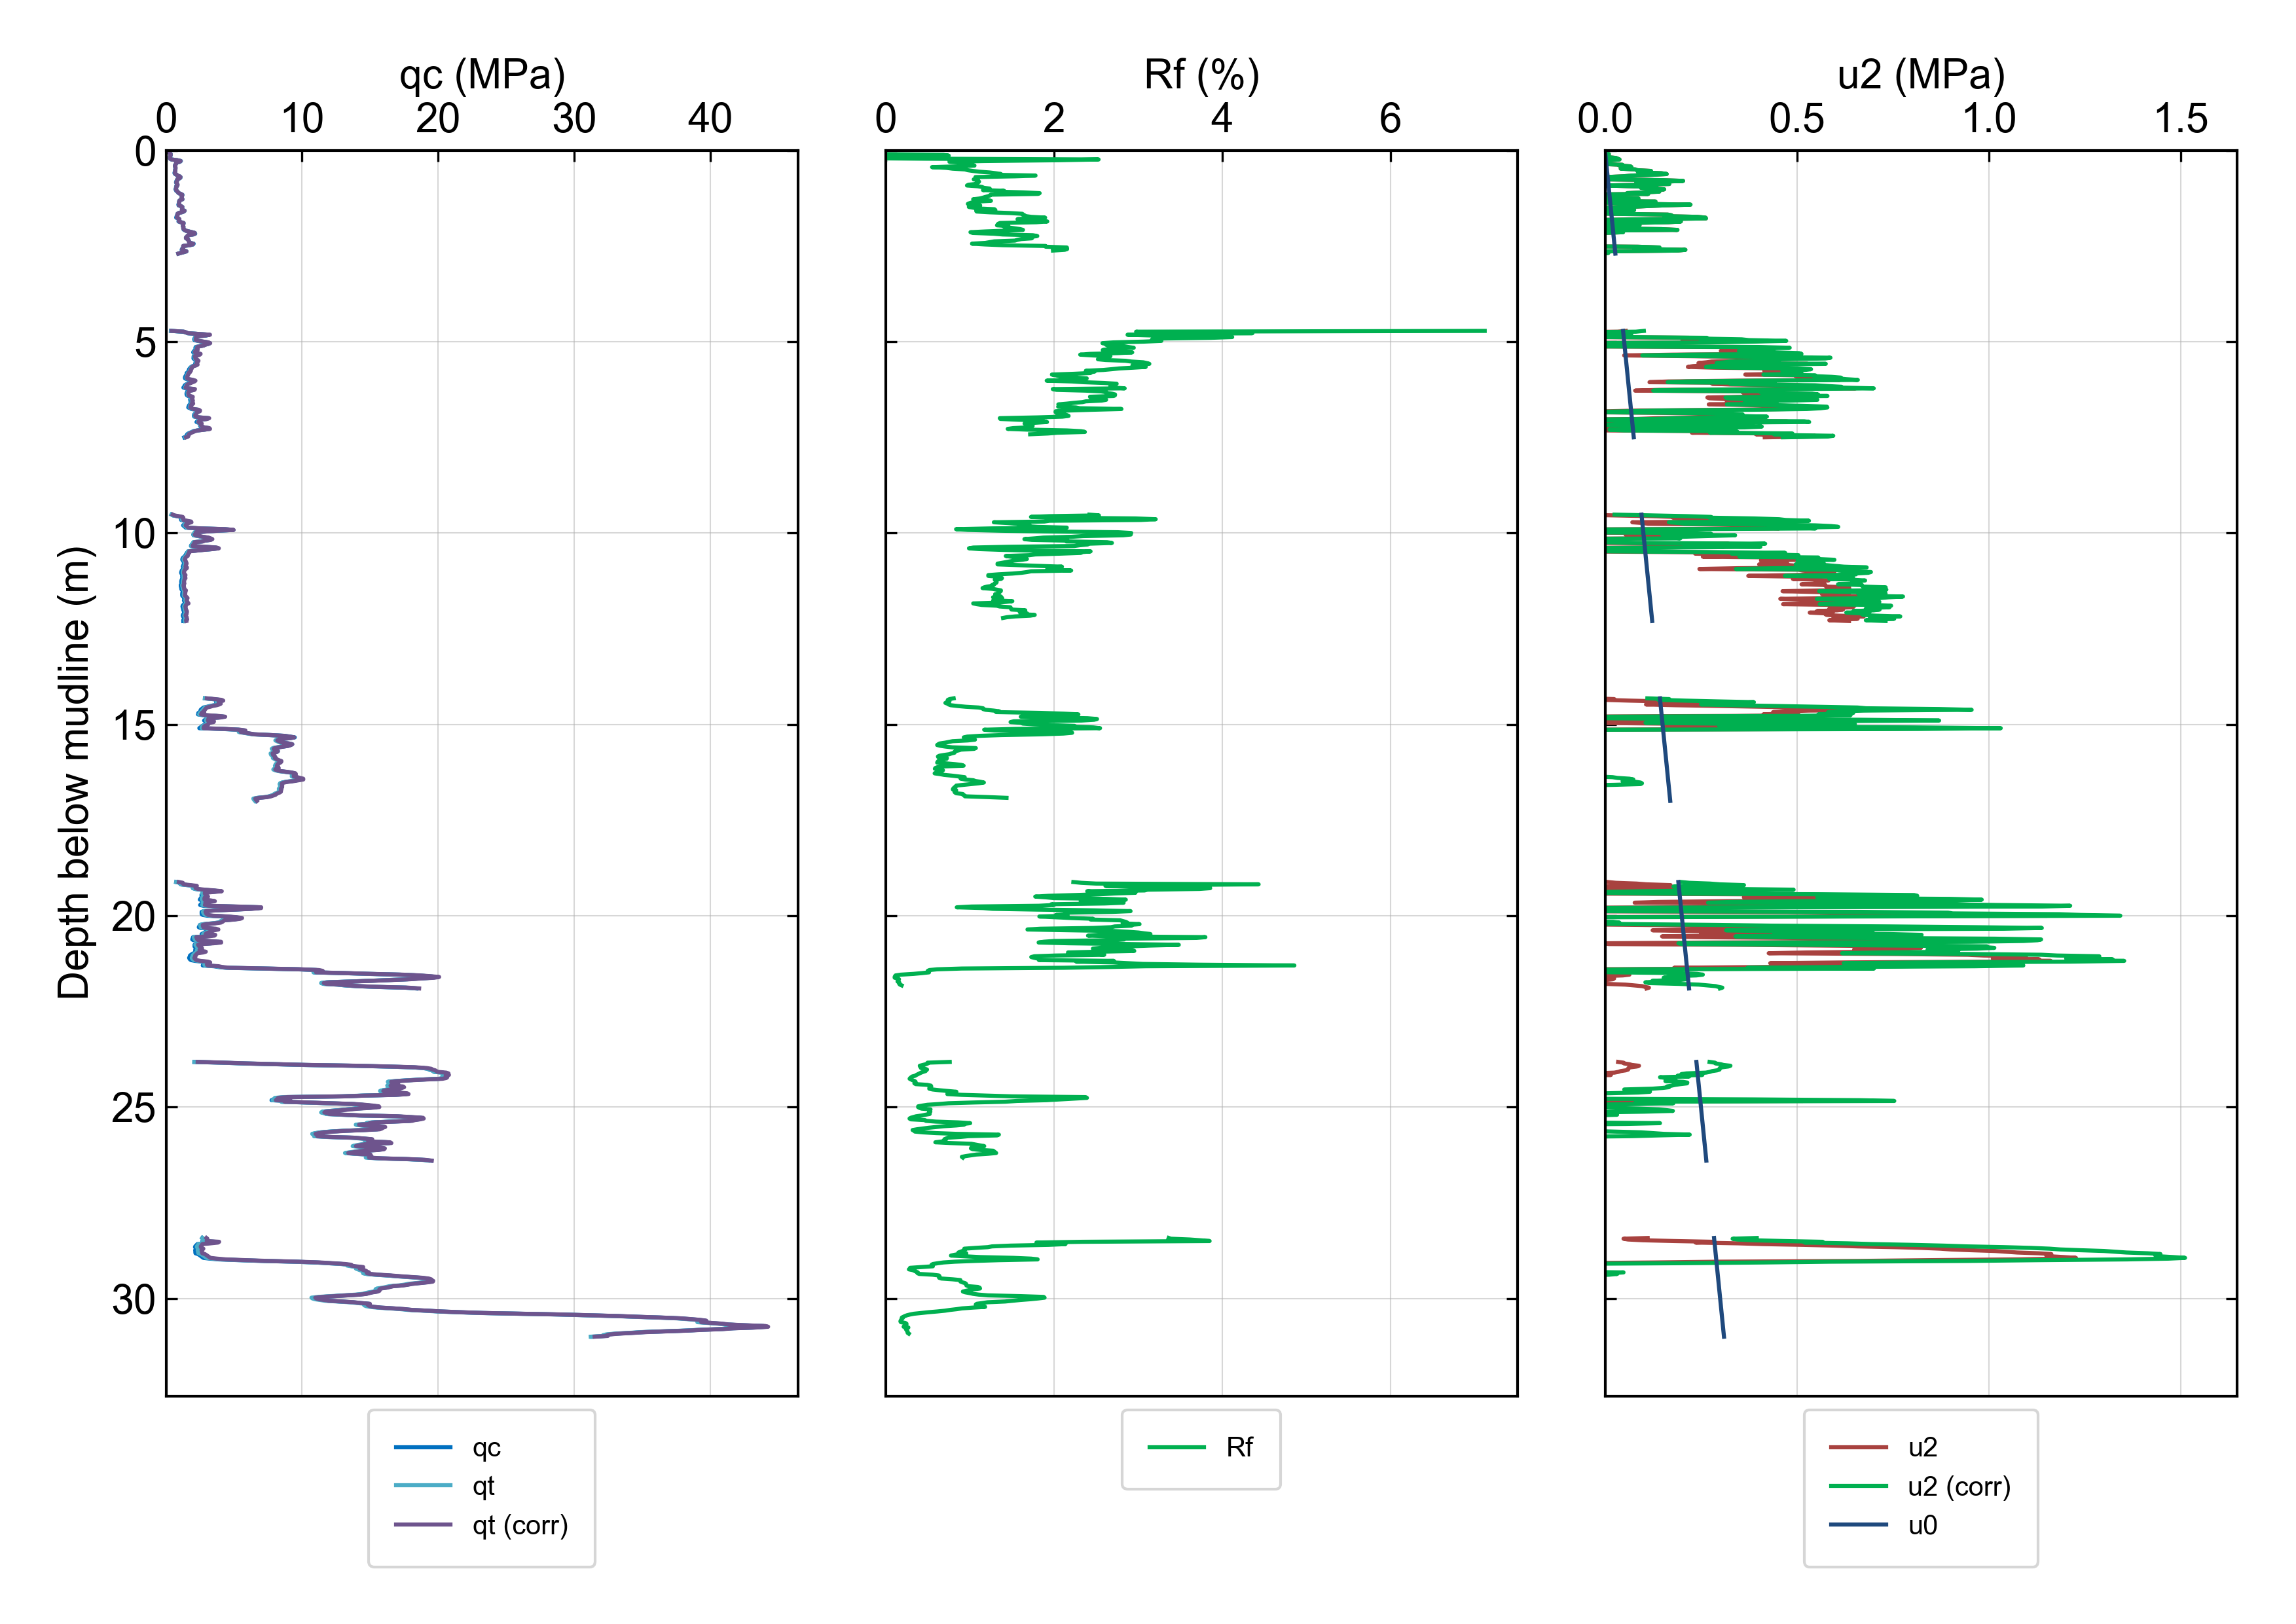 qc (MPa)
0 10 20 30 40
Rf (%)
0 2 4 6
u2 (MPa)
0.0 0.5 1.0 1.5
Depth below mudline (m)
0
5
10
15
20
25
30
qc
qt
qt (corr)
Rf
u2
u2 (corr)
u0